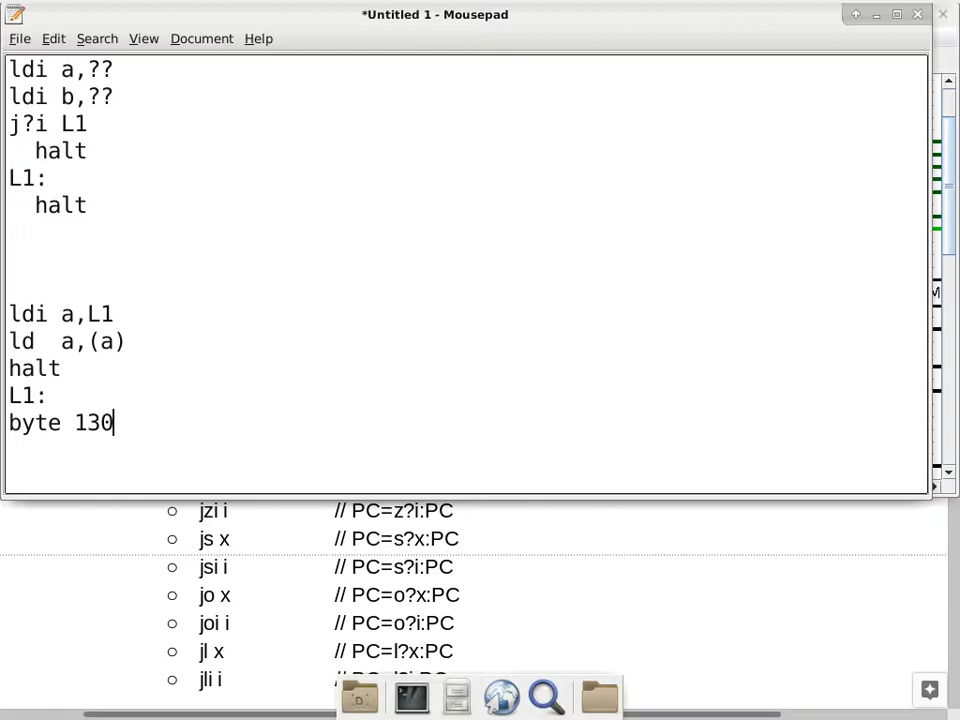 *Untitled 1 - Mousepad
File Edit Search View Document Help
ldi a,??
ldi b,??
j?i L1
  halt
L1:
  halt
ldi a,L1
ld  a,(a)
halt
L1:
byte 130
M
jzi i // PC=z?i:PC
js x // PC=s?x:PC
jsi i // PC=s?i:PC
jo x // PC=o?x:PC
joi i // PC=o?i:PC
jl x // PC=l?x:PC
jli i
D